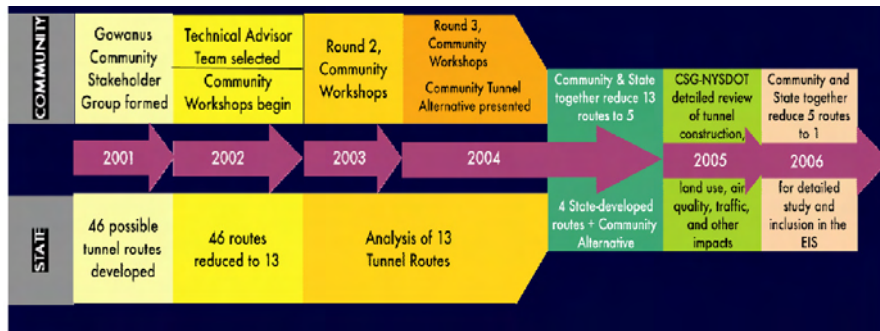 COMMUNITY
Gowanus
Community
Stakeholder
Group formed
Technical Advisor
Team selected
Community
Workshops begin
Round 2,
Community
Workshops
Round 3,
Community
Workshops
Community Tunnel
Alternative presented
Community & State
together reduce 13
routes to 5
CSG-NYSDOT
detailed review
of tunnel
construction,
Community and
State together
reduce 5 routes
to 1
2001
2002
2003
2004
2005
2006
STATE
46 possible
tunnel routes
developed
46 routes
reduced to 13
Analysis of 13
Tunnel Routes
4 State-developed
routes + Community
Alternative
land use, air
quality, traffic,
and other
impacts
for detailed
study and
inclusion in the
EIS